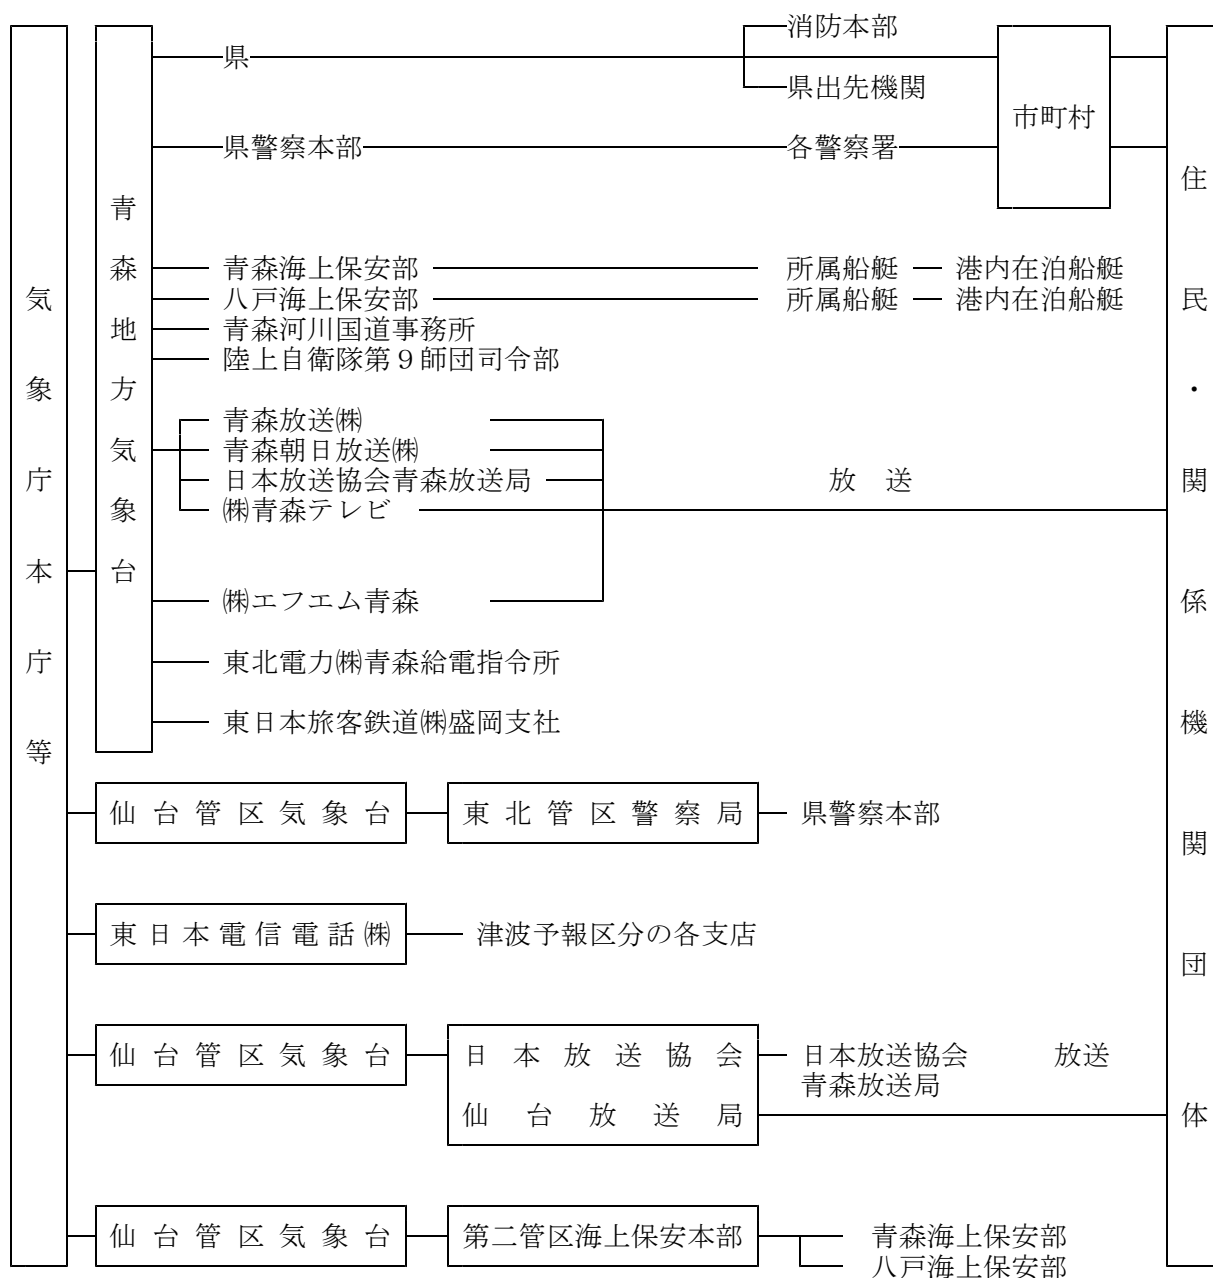 気象庁本庁等
青森地方気象台
消防本部
県
県出先機関
市町村
県警察本部 各警察署
青森海上保安部 所属船艇 港内在泊船艇
八戸海上保安部 所属船艇 港内在泊船艇
青森河川国道事務所
陸上自衛隊第9師団司令部
青森放送㈱
青森朝日放送㈱
日本放送協会青森放送局 放送
㈱青森テレビ
㈱エフエム青森
東北電力㈱青森給電指令所
東日本旅客鉄道㈱盛岡支社
仙台管区気象台 東北管区警察局 県警察本部
東日本電信電話㈱ 津波予報区分の各支店
仙台管区気象台 日本放送協会 日本放送協会 放送
青森放送局
仙台放送局
仙台管区気象台 第二管区海上保安本部 青森海上保安部
八戸海上保安部
住民・関係機関団体